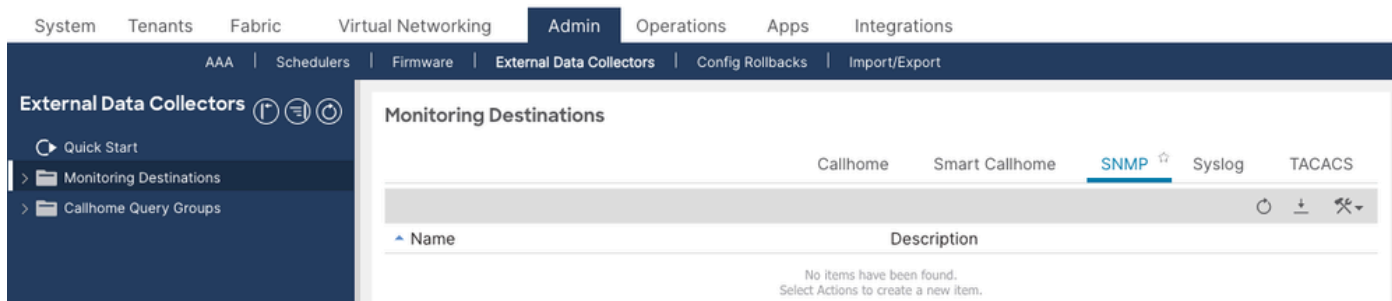 System Tenants Fabric Virtual Networking Admin Operations Apps Integrations
AAA | Schedulers | Firmware | External Data Collectors | Config Rollbacks | Import/Export
External Data Collectors
Quick Start
Monitoring Destinations
Callhome Query Groups
Monitoring Destinations
Callhome Smart Callhome SNMP Syslog TACACS
Name Description
No items have been found.
Select Actions to create a new item.